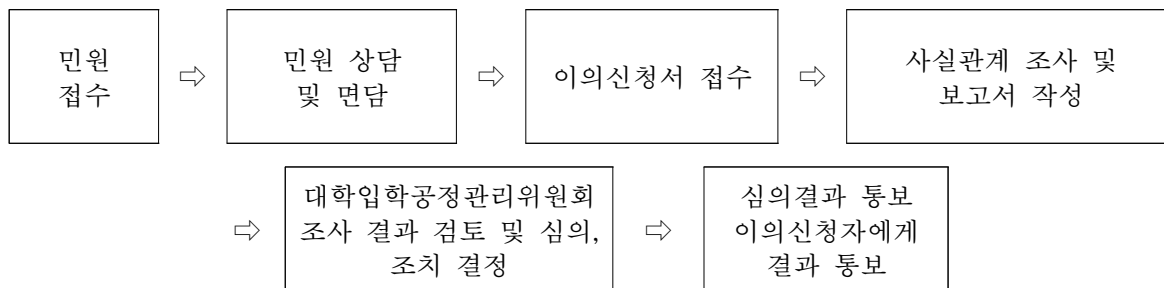 민원
접수
⇨
민원 상담
및 면담
⇨
이의신청서 접수
⇨
사실관계 조사 및
보고서 작성
⇨
대학입학공정관리위원회
조사 결과 검토 및 심의,
조치 결정
⇨
심의결과 통보
이의신청자에게
결과 통보